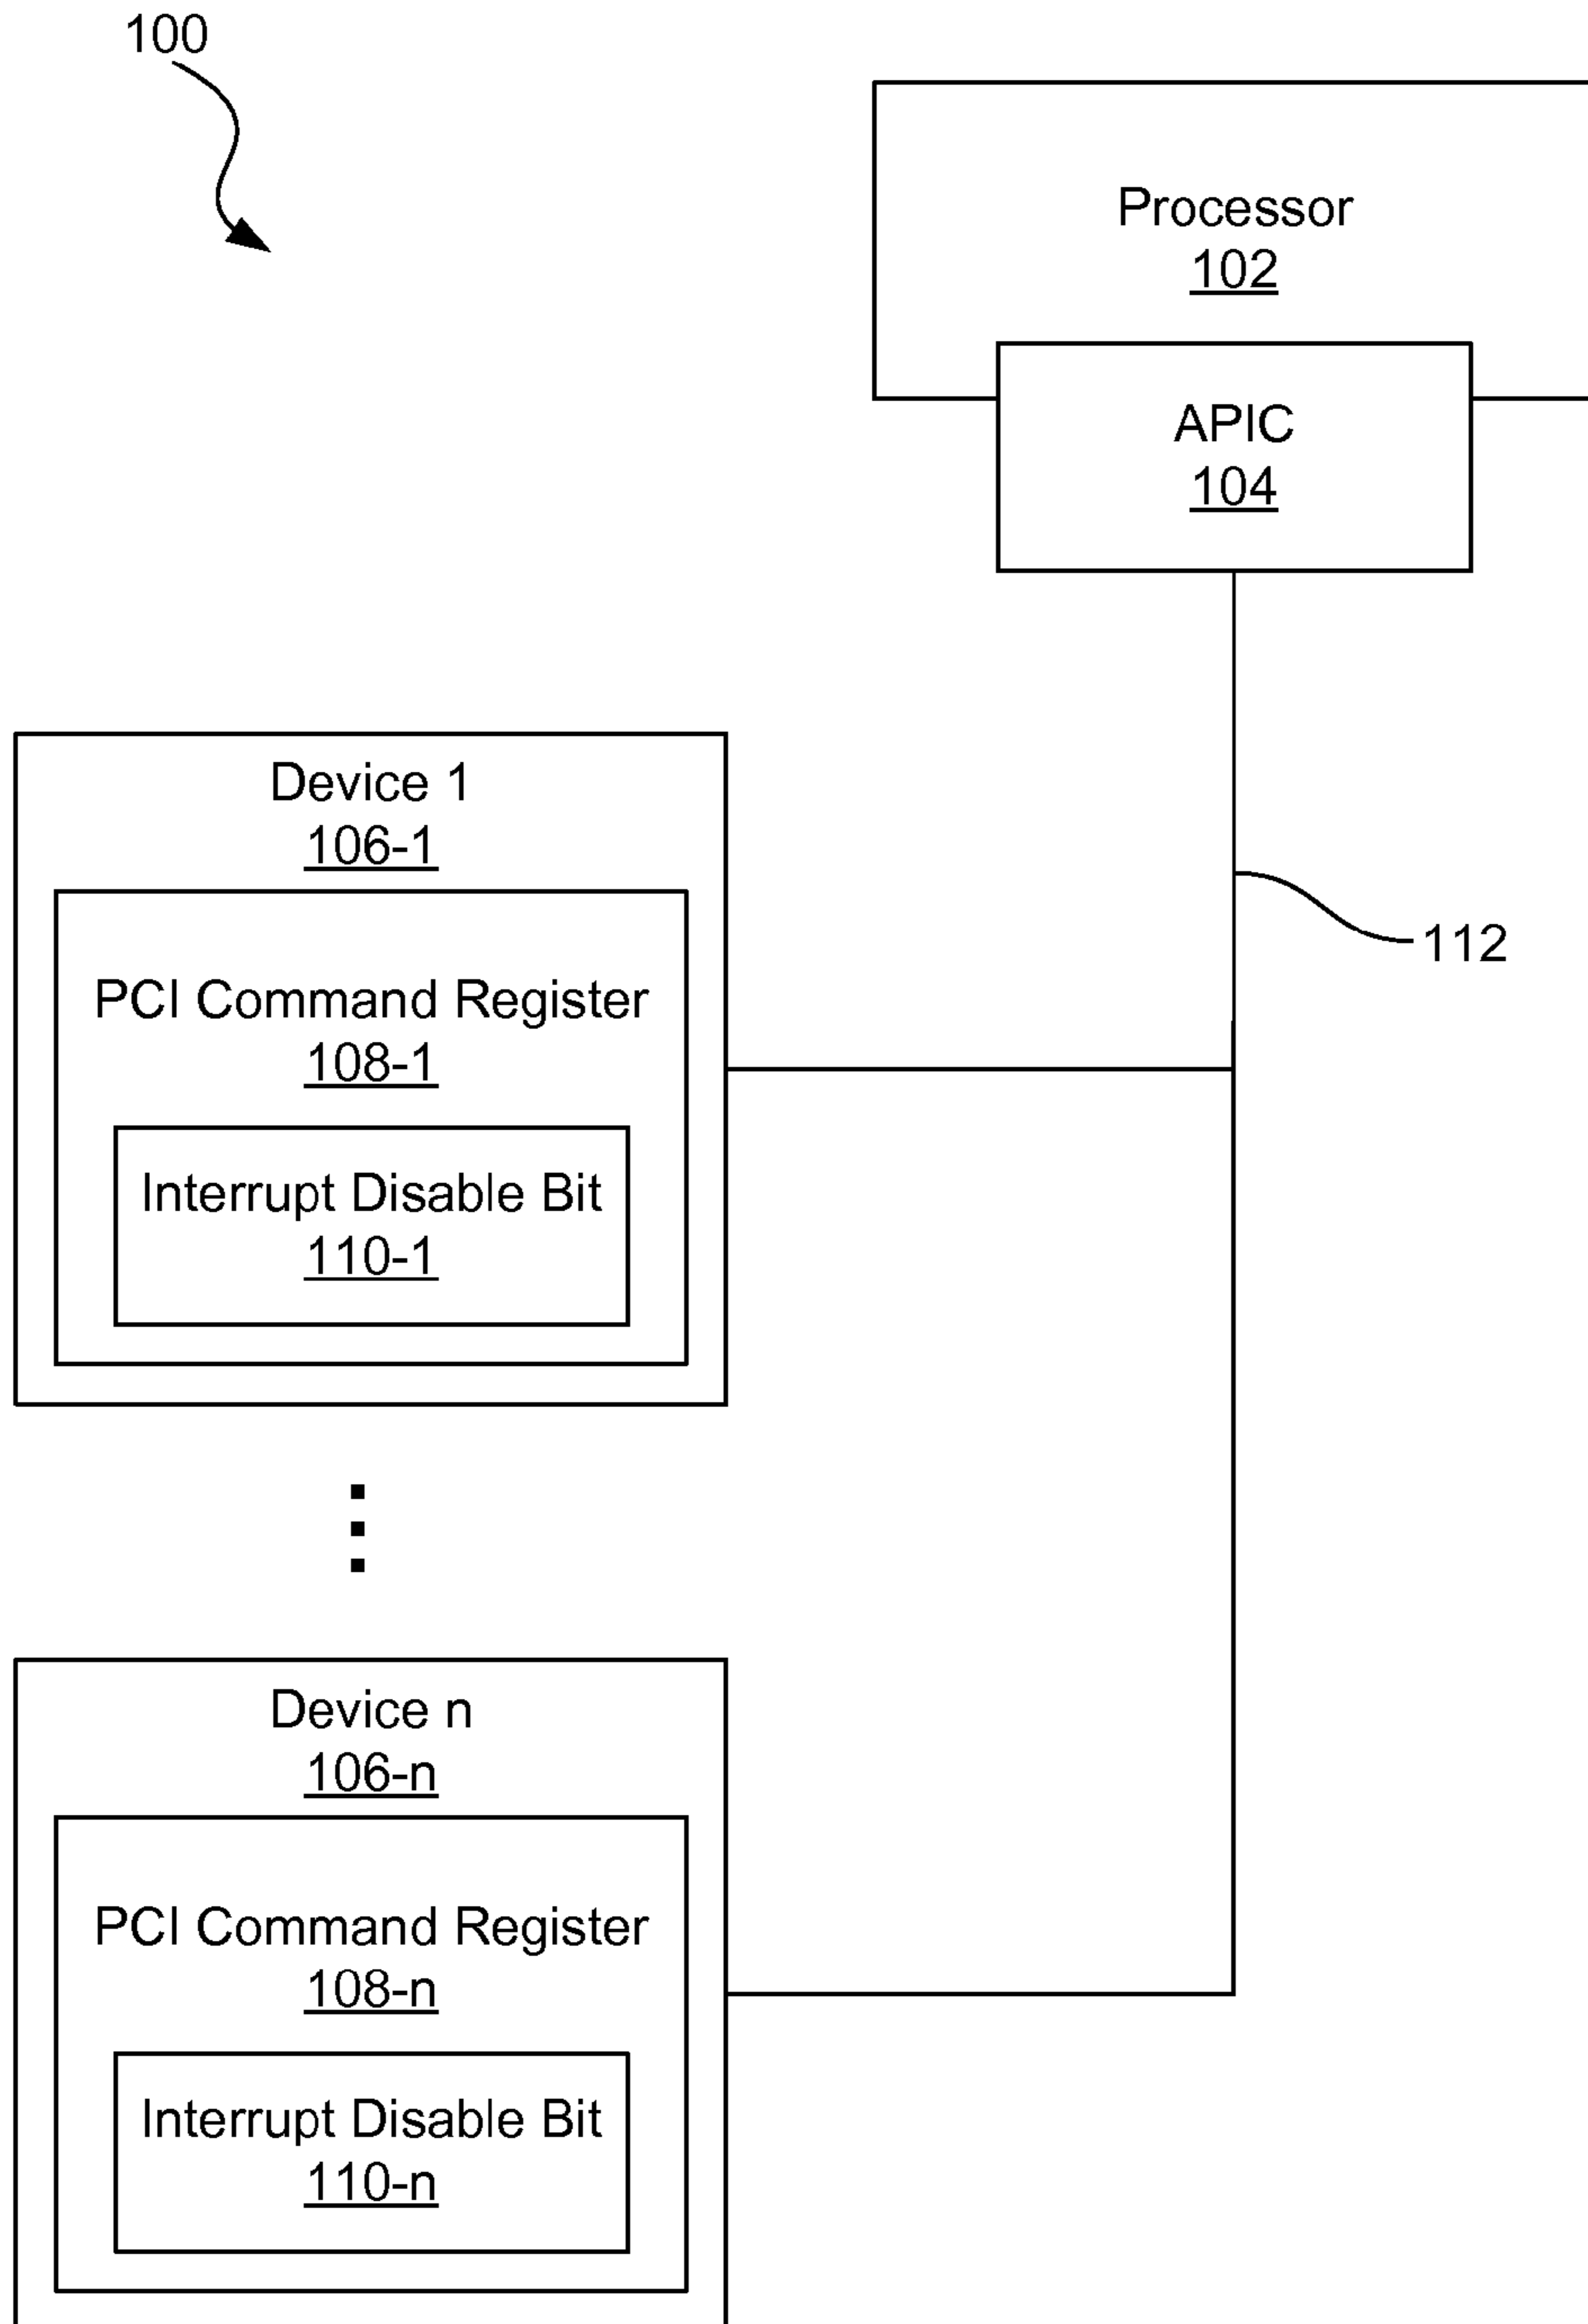 100
Processor
102
APIC
104
Device 1
106-1
112
PCI Command Register
108-1
Interrupt Disable Bit
110-1
Device n
106-n
PCI Command Register
108-n
Interrupt Disable Bit
110-n